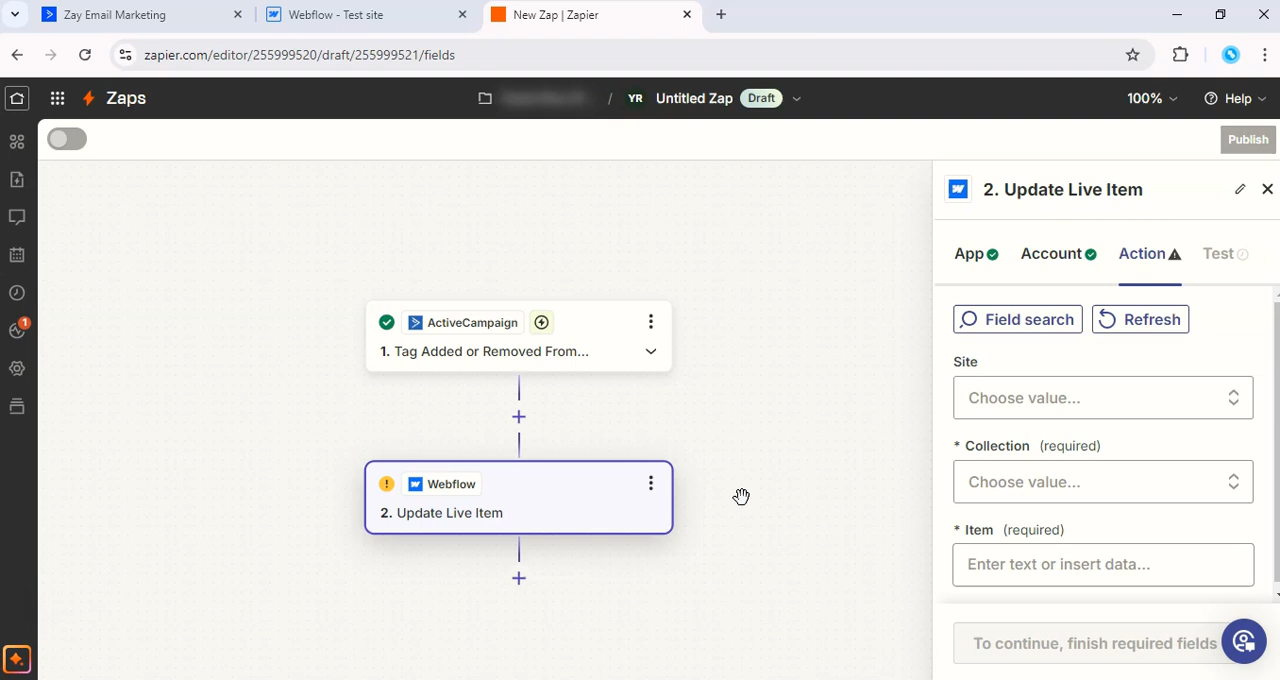 Zay Email Marketing
Webflow - Test site
New Zap | Zapier
zapier.com/editor/255999520/draft/255999521/fields
Zaps
/ YR Untitled Zap Draft
100%
Help
Publish
2. Update Live Item
App
Account
Action
Test
Field search
Refresh
Site
Choose value...
* Collection (required)
Choose value...
* Item (required)
Enter text or insert data...
To continue, finish required fields
ActiveCampaign
1. Tag Added or Removed From...
Webflow
2. Update Live Item
1